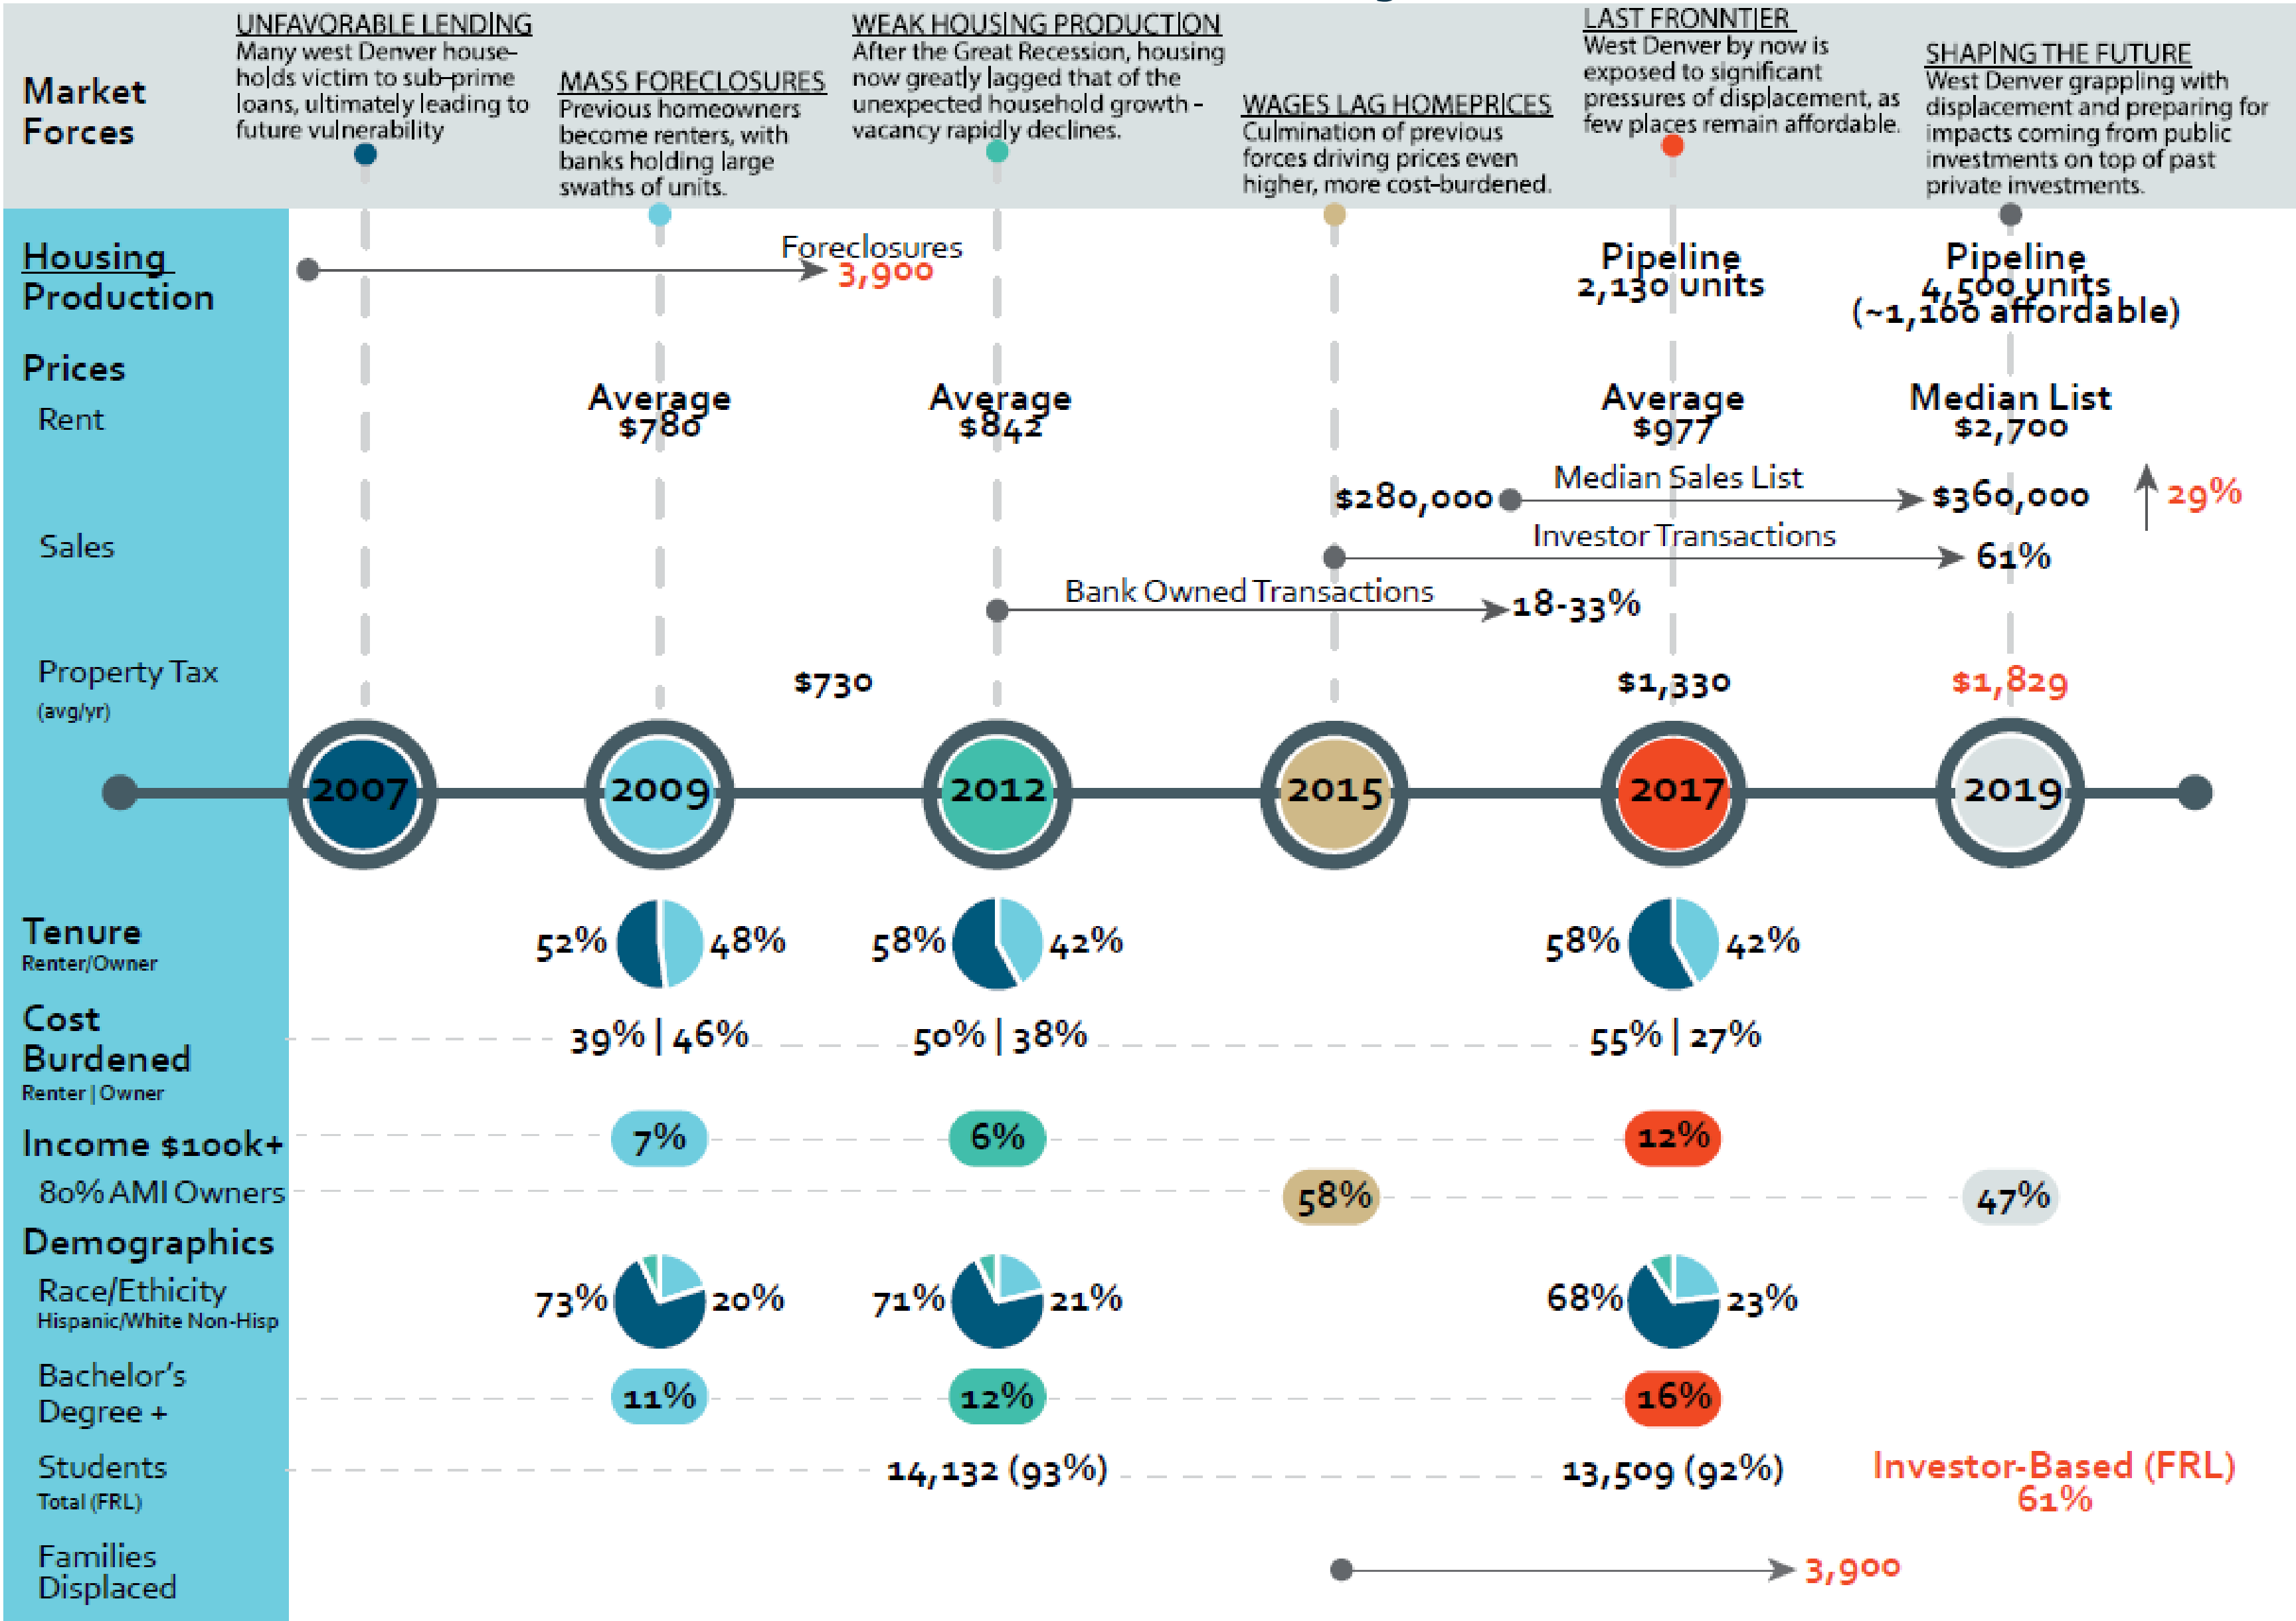 UNFAVORABLE LENDING
Many west Denver house-
holds victim to sub-prime
loans, ultimately leading to
future vulnerability
MASS FORECLOSURES
Previous homeowners
become renters, with
banks holding large
swaths of units.
WEAK HOUSING PRODUCTION
After the Great Recession, housing
now greatly lagged that of the
unexpected household growth -
vacancy rapidly declines.
WAGES LAG HOMEPRICES
Culmination of previous
forces driving prices even
higher, more cost-burdened.
LAST FRONNTIER
West Denver by now is
exposed to significant
pressures of displacement, as
few places remain affordable.
SHAPING THE FUTURE
West Denver grappling with
displacement and preparing for
impacts coming from public
investments on top of past
private investments.
Market
Forces
Housing
Production
Foreclosures
3,900
Pipeline
2,130 units
Pipeline
4,500 units
(~1,100 affordable)
Prices
Rent
Average
$780
Average
$842
Average
$977
Median List
$2,700
Sales
$280,000
Median Sales List
$360,000
29%
Investor Transactions
61%
Bank Owned Transactions
18-33%
Property Tax
(avg/yr)
$730
$1,330
$1,829
2007
2009
2012
2015
2017
2019
Tenure
Renter/Owner
52%
48%
58%
42%
58%
42%
Cost
Burdened
Renter | Owner
39% | 46%
50% | 38%
55% | 27%
Income $100k+
7%
6%
12%
80% AMI Owners
58%
47%
Demographics
Race/Ethicity
Hispanic/White Non-Hisp
73%
20%
71%
21%
68%
23%
Bachelor's
Degree +
11%
12%
16%
Students
Total (FRL)
14,132 (93%)
13,509 (92%)
Investor-Based (FRL)
61%
Families
Displaced
3,900